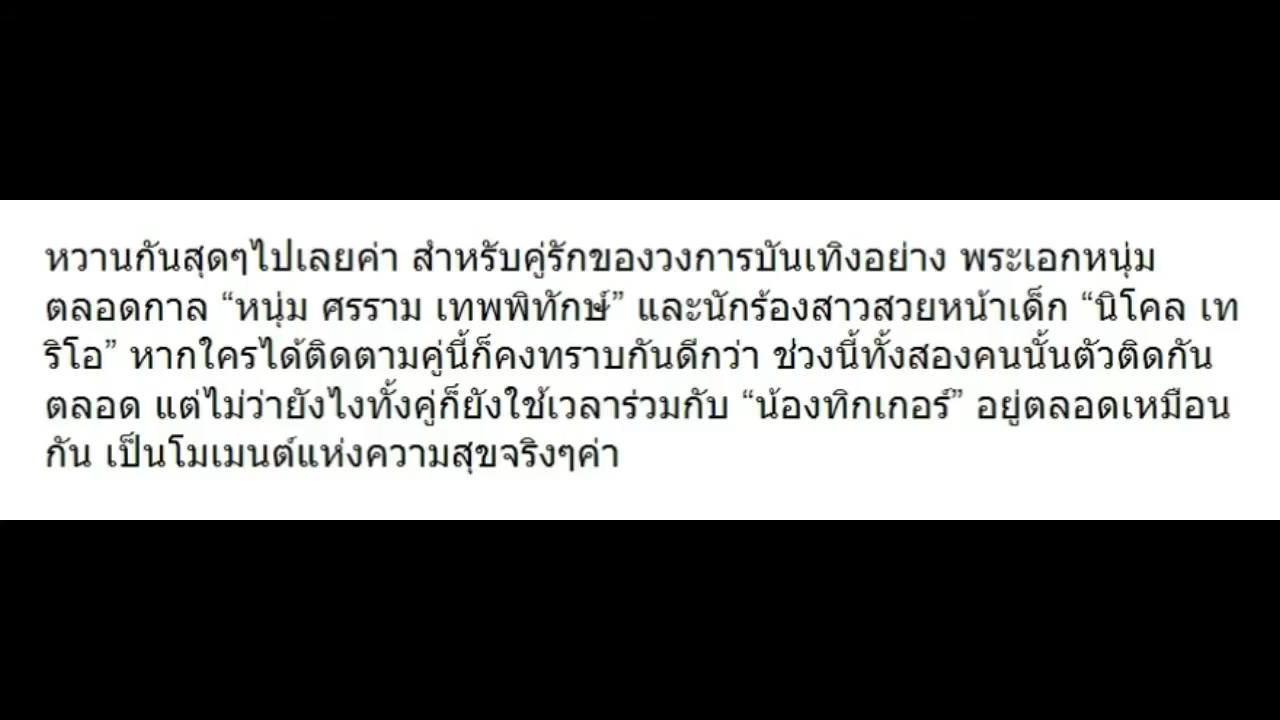 หวานกันสุดๆไปเลยค่า สำหรับคู่รักของวงการบันเทิงอย่าง พระเอกหนุ่ม
ตลอดกาล “หนุ่ม ศรราม เทพพิทักษ์” และนักร้องสาวสวยหน้าเด็ก “นิโคล เท
ริโอ” หากใครได้ติดตามคู่นี้ก็คงทราบกันดีกว่า ช่วงนี้ทั้งสองคนนั้นตัวติดกัน
ตลอด แต่ไม่ว่ายังไงทั้งคู่ก็ยังใช้เวลาร่วมกับ “น้องทิกเกอร์” อยู่ตลอดเหมือน
กัน เป็นโมเมนต์แห่งความสุขจริงๆค่า